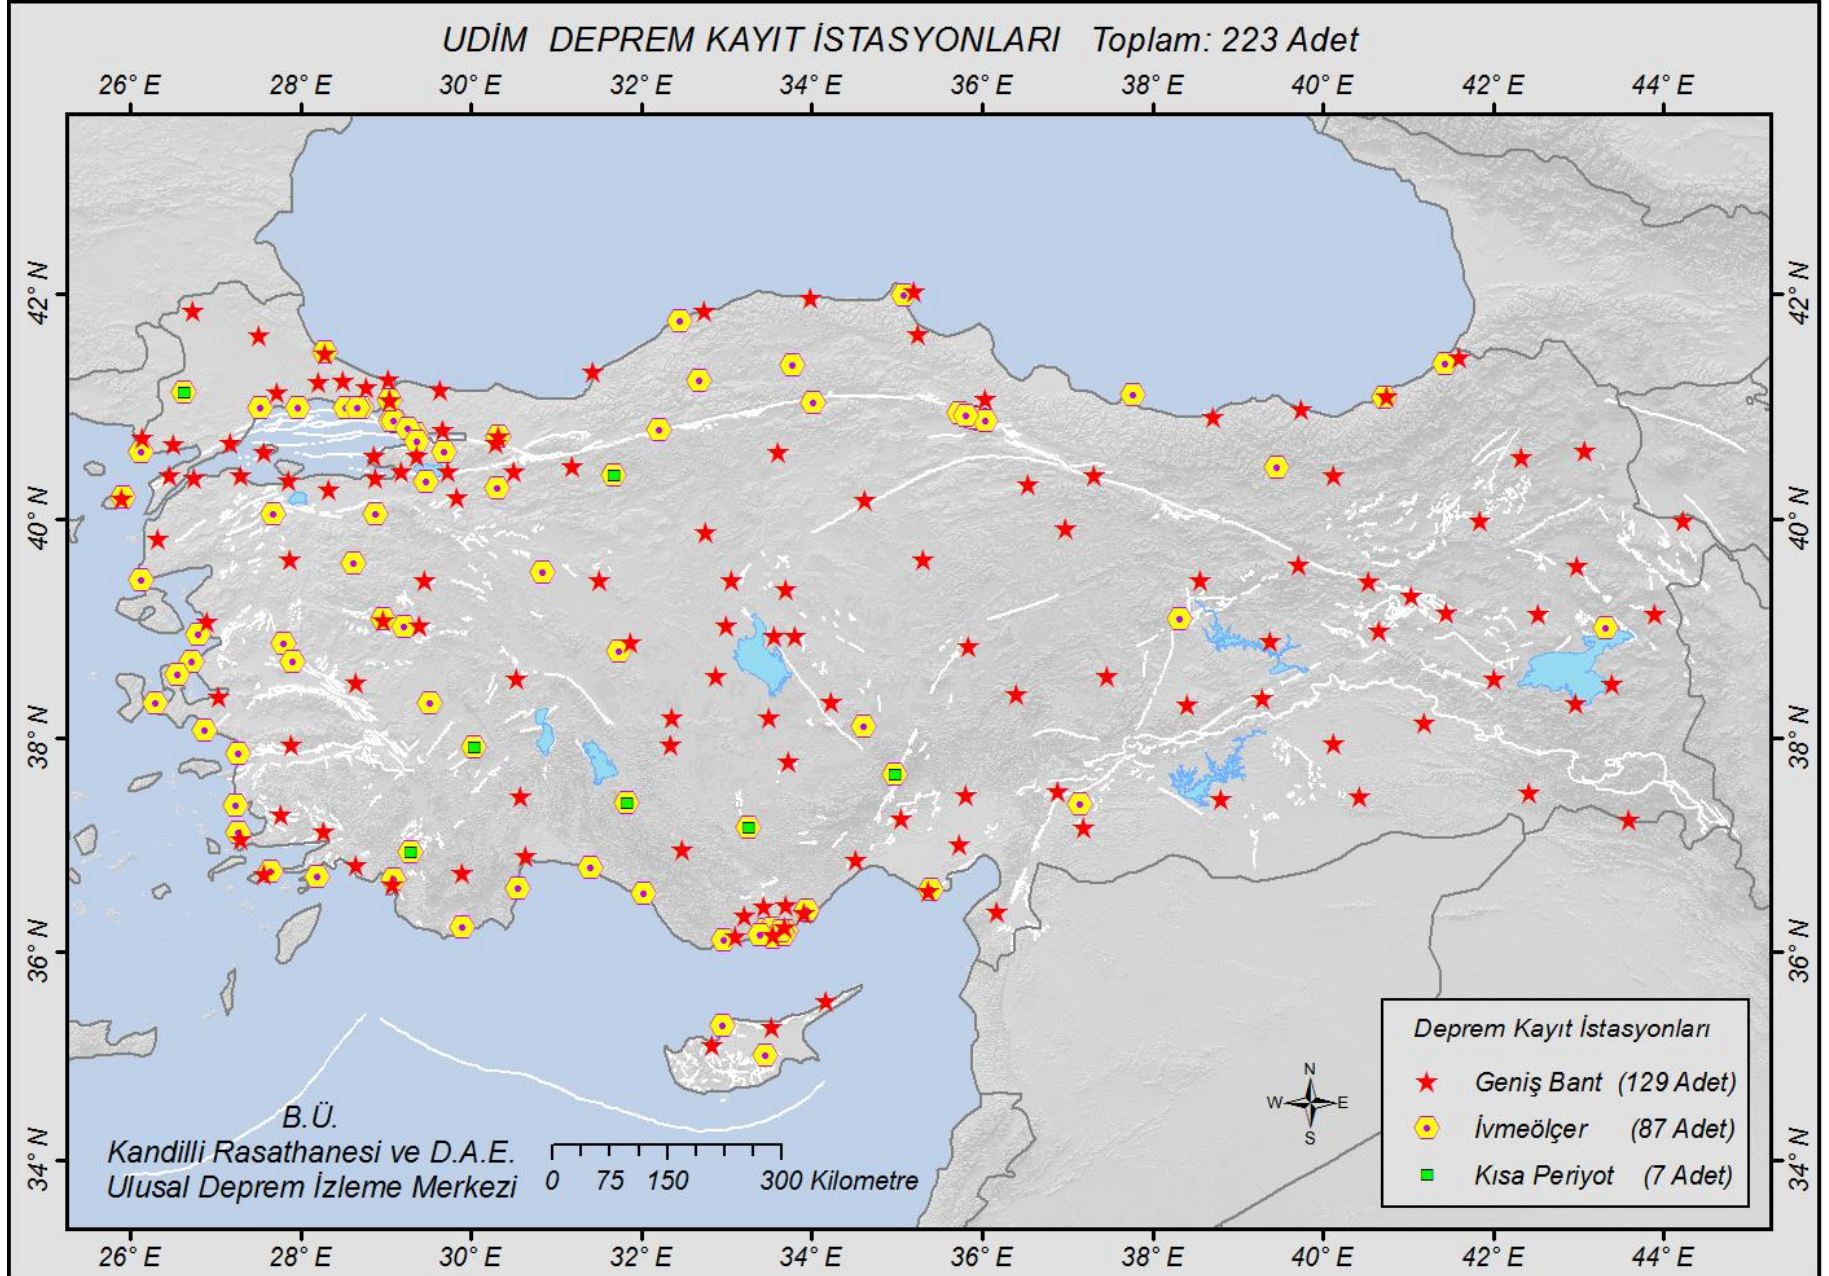 UDİM DEPREM KAYIT İSTASYONLARI Toplam: 223 Adet
26° E 28° E 30° E 32° E 34° E 36° E 38° E 40° E 42° E 44° E
42° N 42° N
40° N 40° N
38° N 38° N
36° N 36° N
34° N 34° N
Deprem Kayıt İstasyonları
Geniş Bant (129 Adet)
İvmeölçer (87 Adet)
Kısa Periyot (7 Adet)
N
W E
S
B.Ü.
Kandilli Rasathanesi ve D.A.E.
Ulusal Deprem İzleme Merkezi
0 75 150 300 Kilometre
26° E 28° E 30° E 32° E 34° E 36° E 38° E 40° E 42° E 44° E